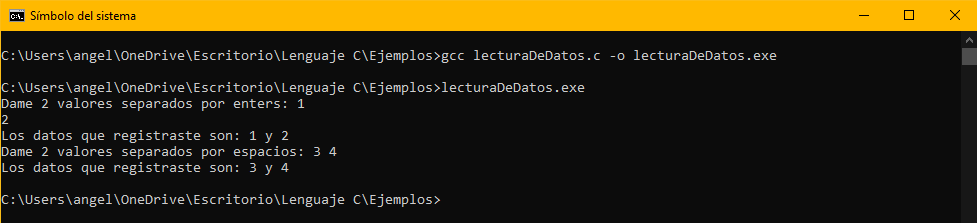 Símbolo del sistema
C:\Users\angel\OneDrive\Escritorio\Lenguaje C\Ejemplos>gcc lecturaDeDatos.c -o lecturaDeDatos.exe
C:\Users\angel\OneDrive\Escritorio\Lenguaje C\Ejemplos>lecturaDeDatos.exe
Dame 2 valores separados por enters: 1
2
Los datos que registraste son: 1 y 2
Dame 2 valores separados por espacios: 3 4
Los datos que registraste son: 3 y 4
C:\Users\angel\OneDrive\Escritorio\Lenguaje C\Ejemplos>